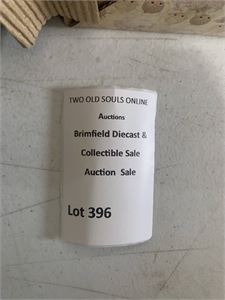 TWO OLD SOULS ONLINE
Auctions
Brimfield Diecast &
Collectible Sale
Auction Sale
Lot 396